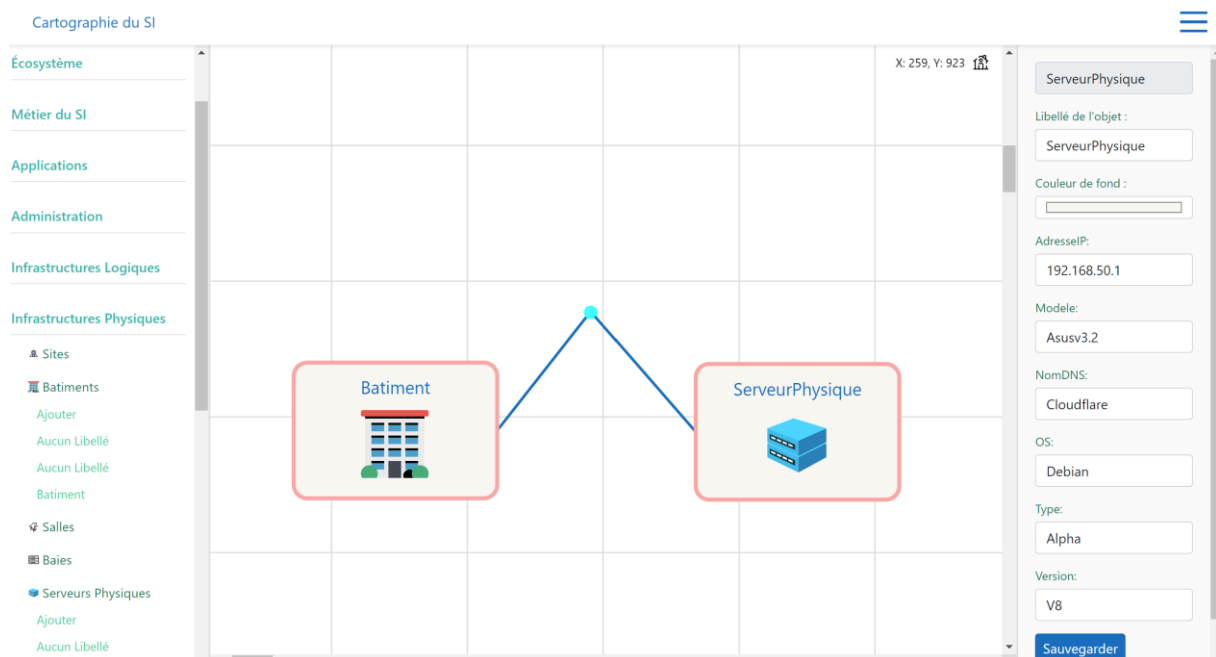 Cartographie du SI
Écosystème
Métier du SI
Applications
Administration
Infrastructures Logiques
Infrastructures Physiques
Sites
Batiments
Ajouter
Aucun Libellé
Aucun Libellé
Batiment
Salles
Baies
Serveurs Physiques
Ajouter
Aucun Libellé
X: 259, Y: 923
Batiment
ServeurPhysique
ServeurPhysique
Libellé de l'objet :
ServeurPhysique
Couleur de fond :
AdresseIP:
192.168.50.1
Modele:
Asusv3.2
NomDNS:
Cloudflare
OS:
Debian
Type:
Alpha
Version:
V8
Sauvegarder